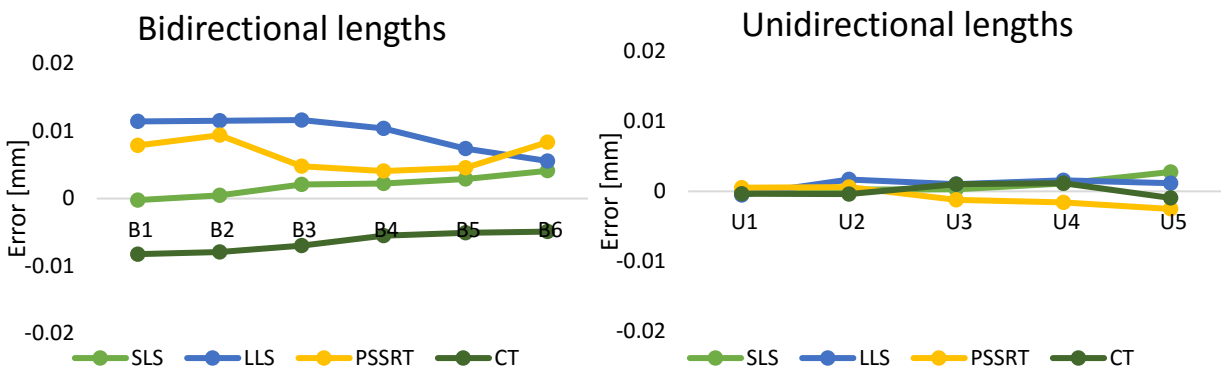 Bidirectional lengths
0.02
0.01
0
-0.01
-0.02
Error [mm]
B1 B2 B3 B4 B5 B6
SLS LLS PSSRT CT
Unidirectional lengths
0.02
0.01
0
-0.01
-0.02
Error [mm]
U1 U2 U3 U4 U5
SLS LLS PSSRT CT